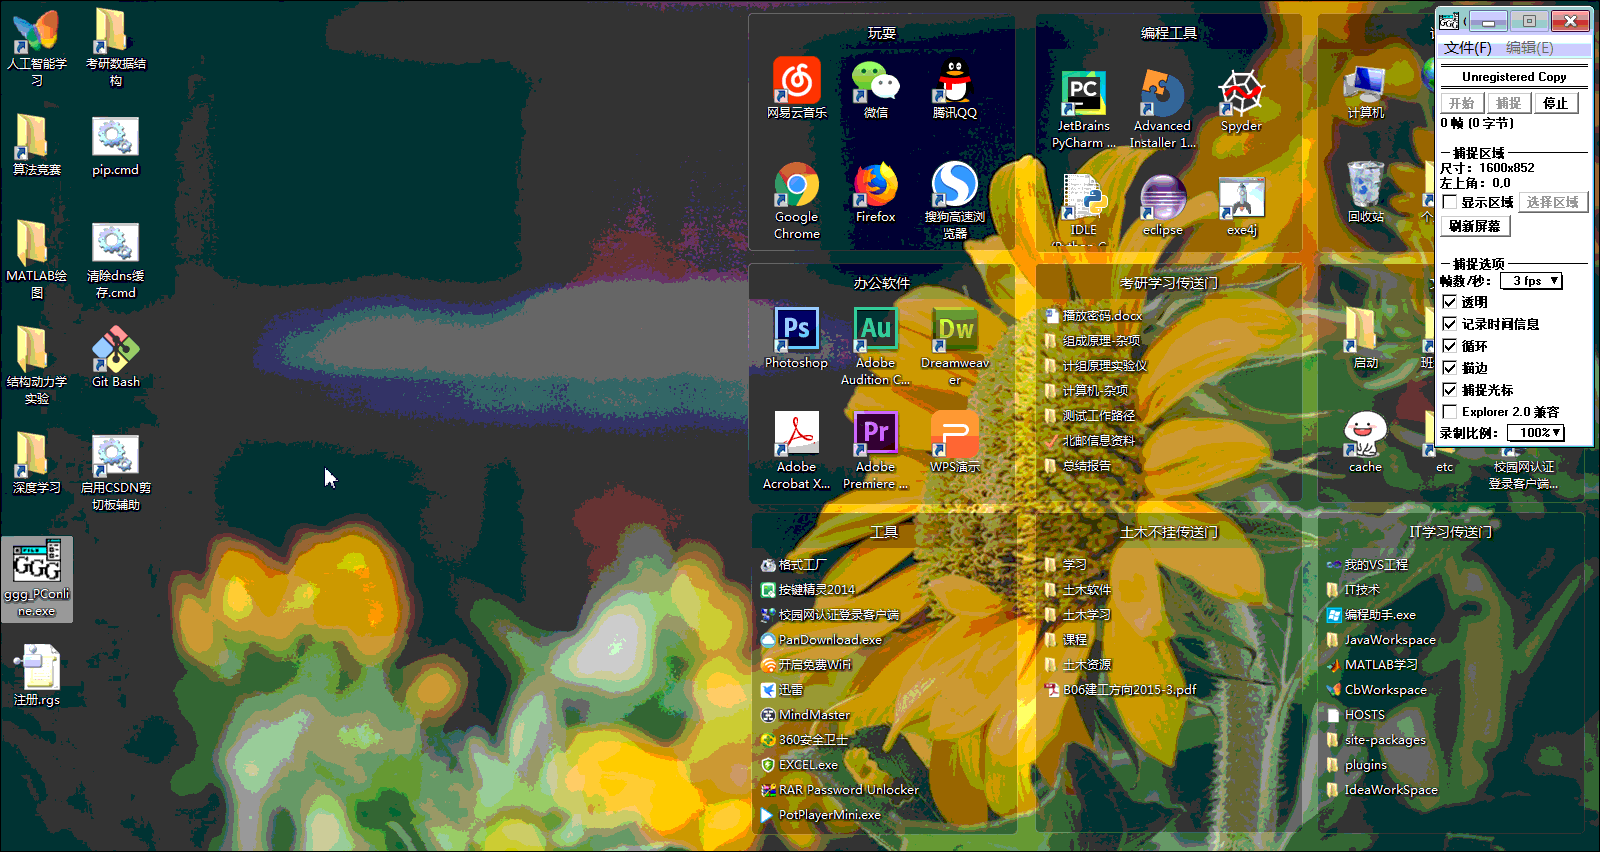 人工智能学
习
考研数据结
构
算法竞赛
pip.cmd
MATLAB绘
图
清除dns缓
存.cmd
结构动力学
实验
Git Bash
深度学习
启用CSDN剪
切板辅助
ggg_PConli
ne.exe
注册.rgs
玩耍
网易云音乐
微信
腾讯QQ
Google
Chrome
Firefox
搜狗高速浏
览器
编程工具
JetBrains
PyCharm ...
Advanced
Installer 1...
Spyder
IDLE
eclipse
exe4j
计算机
回收站
办公软件
Photoshop
Adobe
Audition C...
Dreamweav
er
Adobe
Acrobat X...
Adobe
Premiere ...
WPS演示
考研学习传送门
播放密码.docx
组成原理-杂项
计组原理实验仪
计算机-杂项
测试工作路径
北邮信息资料
总结报告
启动
班
cache
etc
校园网认证
登录客户端...
工具
格式工厂
按键精灵2014
校园网认证登录客户端
PanDownload.exe
开启免费WiFi
迅雷
MindMaster
360安全卫士
EXCEL.exe
RAR Password Unlocker
PotPlayerMini.exe
土木不挂传送门
学习
土木软件
土木学习
课程
土木资源
B06建工方向2015-3.pdf
IT学习传送门
我的VS工程
IT技术
编程助手.exe
JavaWorkspace
MATLAB学习
CbWorkspace
HOSTS
site-packages
plugins
IdeaWorkSpace
文件(F) 编辑(E)
Unregistered Copy
开始 捕捉 停止
0 帧 (0 字节)
捕捉区域
尺寸: 1600x852
左上角: 0,0
显示区域 选择区域
刷新屏幕
捕捉选项
帧数/秒: 3 fps
透明
记录时间信息
循环
描边
捕捉光标
Explorer 2.0 兼容
录制比例: 100%